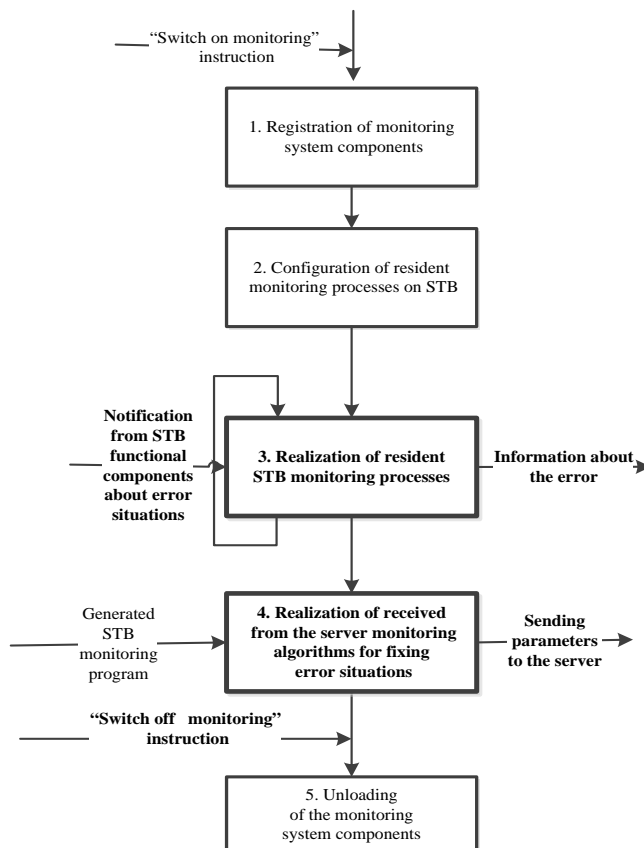 “Switch on monitoring”
instruction
1. Registration of monitoring
system components
2. Configuration of resident
monitoring processes on STB
Notification
from STB
functional
components
about error
situations
3. Realization of resident
STB monitoring processes
Information about
the error
Generated
STB
monitoring
program
4. Realization of received
from the server monitoring
algorithms for fixing
error situations
Sending
parameters
to the server
“Switch off monitoring”
instruction
5. Unloading
of the monitoring
system components